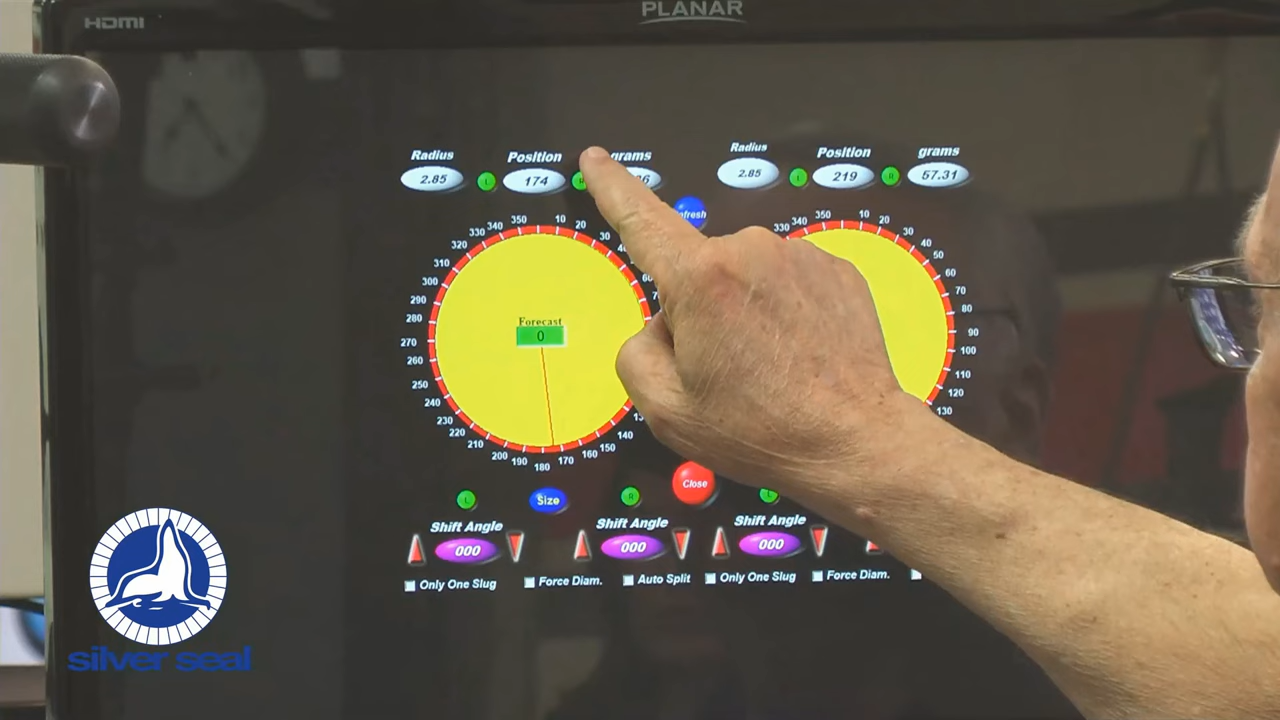 HDMI
PLANAR
Radius Position grams
2.85 L 174
Radius Position grams
2.85 L 219 R 57.31
350 10 20 30
340
330
320
310
300
290
280
270
260
250
240
230
220
210
200
190
180
170
160
150
140
Forecast
0
330 340 350 10 20 30 40 50 60 70 80 90 100 110 120 130
L Size R Close L
Shift Angle Shift Angle Shift Angle
000 000 000
Only One Slug Force Diam. Auto Split Only One Slug Force Diam.
silver seal